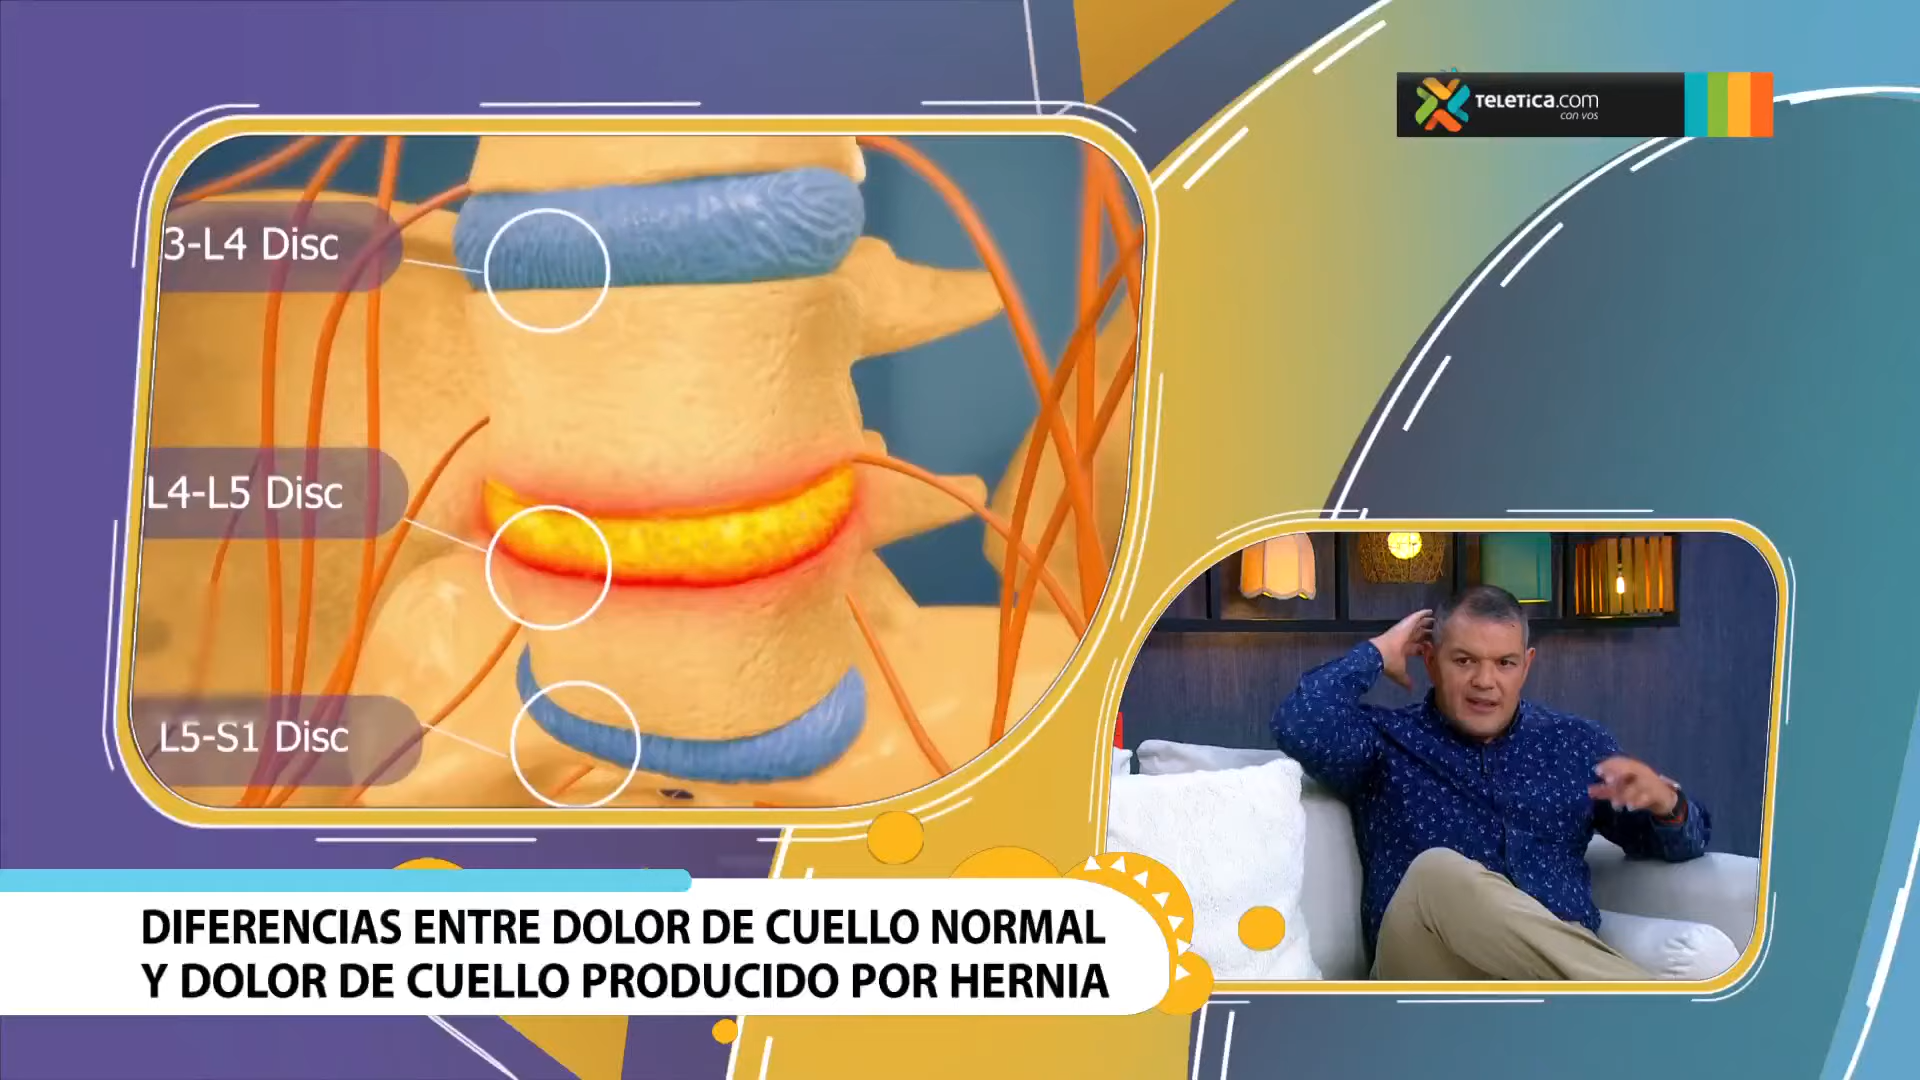 TELETICA.COM
con vos
3-L4 Disc
L4-L5 Disc
L5-S1 Disc
DIFERENCIAS ENTRE DOLOR DE CUELLO NORMAL
Y DOLOR DE CUELLO PRODUCIDO POR HERNIA